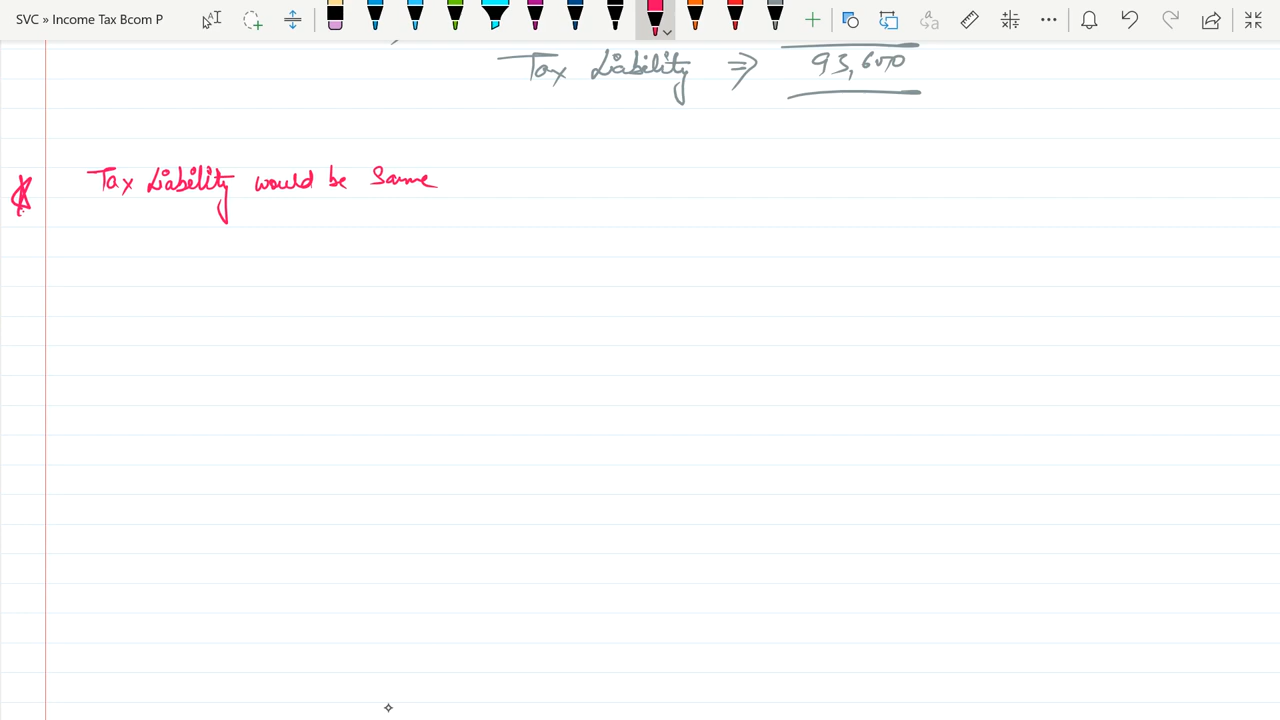 SVC » Income Tax Bcom P
Tax Liability ⇒ 93,600
Tax Liability would be Same